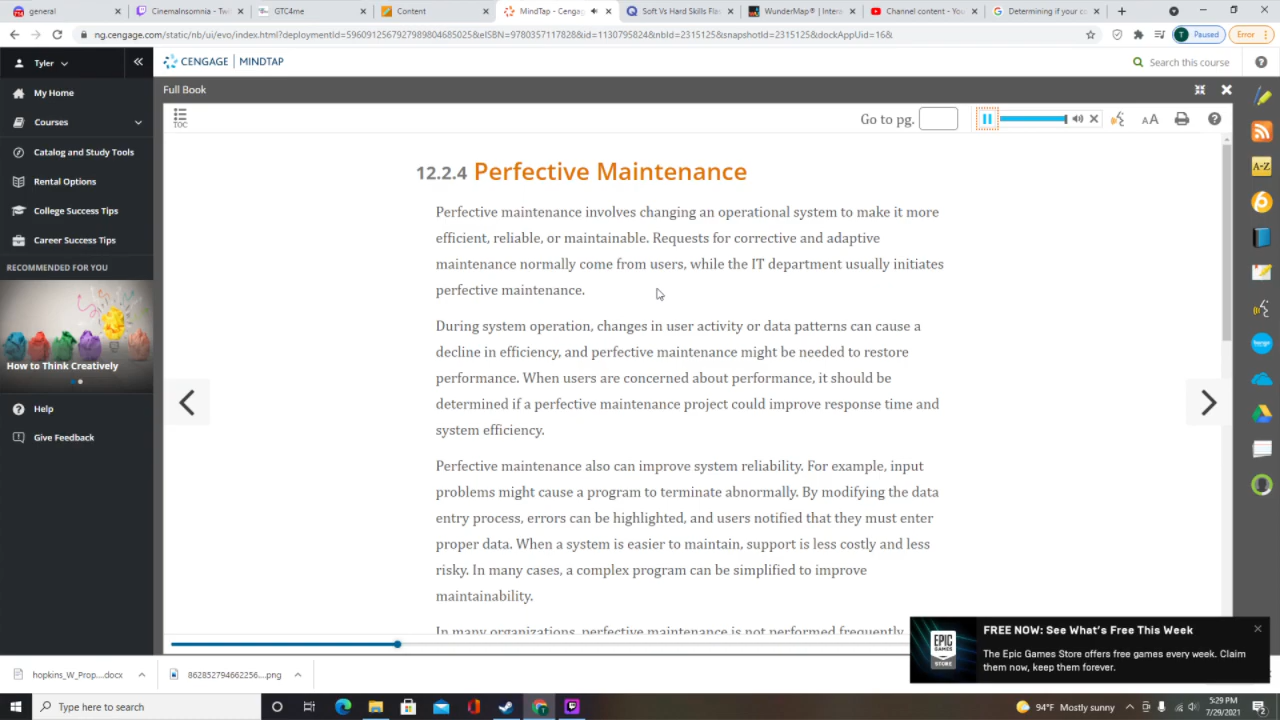 general
CinemaInsomnia - Twi
GTC4me
Content
MindTap - Cengag
Soft Vs Hard Skills Flas
WunderMap® | Intera
Channel content - You
Determining if your co
ng.cengage.com/static/nb/ui/evo/index.html?deploymentId=5960912567927989804685025&eISBN=9780357117828&id=1130795824&nbId=2315125&snapshotId=2315125&dockAppUid=16&
T Paused
Error
Tyler
CENGAGE | MINDTAP
Search this course
Full Book
My Home
Courses
Catalog and Study Tools
Rental Options
College Success Tips
Career Success Tips
RECOMMENDED FOR YOU
How to Think Creatively
Help
Give Feedback
TOC
Go to pg.
AA
A-Z
12.2.4 Perfective Maintenance
Perfective maintenance involves changing an operational system to make it more
efficient, reliable, or maintainable. Requests for corrective and adaptive
maintenance normally come from users, while the IT department usually initiates
perfective maintenance.
During system operation, changes in user activity or data patterns can cause a
decline in efficiency, and perfective maintenance might be needed to restore
performance. When users are concerned about performance, it should be
determined if a perfective maintenance project could improve response time and
system efficiency.
Perfective maintenance also can improve system reliability. For example, input
problems might cause a program to terminate abnormally. By modifying the data
entry process, errors can be highlighted, and users notified that they must enter
proper data. When a system is easier to maintain, support is less costly and less
risky. In many cases, a complex program can be simplified to improve
maintainability.
In many organizations, perfective maintenance is not performed frequently
EPIC
GAMES
STORE
FREE NOW: See What's Free This Week
The Epic Games Store offers free games every week. Claim
them now, keep them forever.
hopkins_W_Prop....docx
862852794662256....png
Type here to search
94°F Mostly sunny
5:29 PM
7/29/2021
2